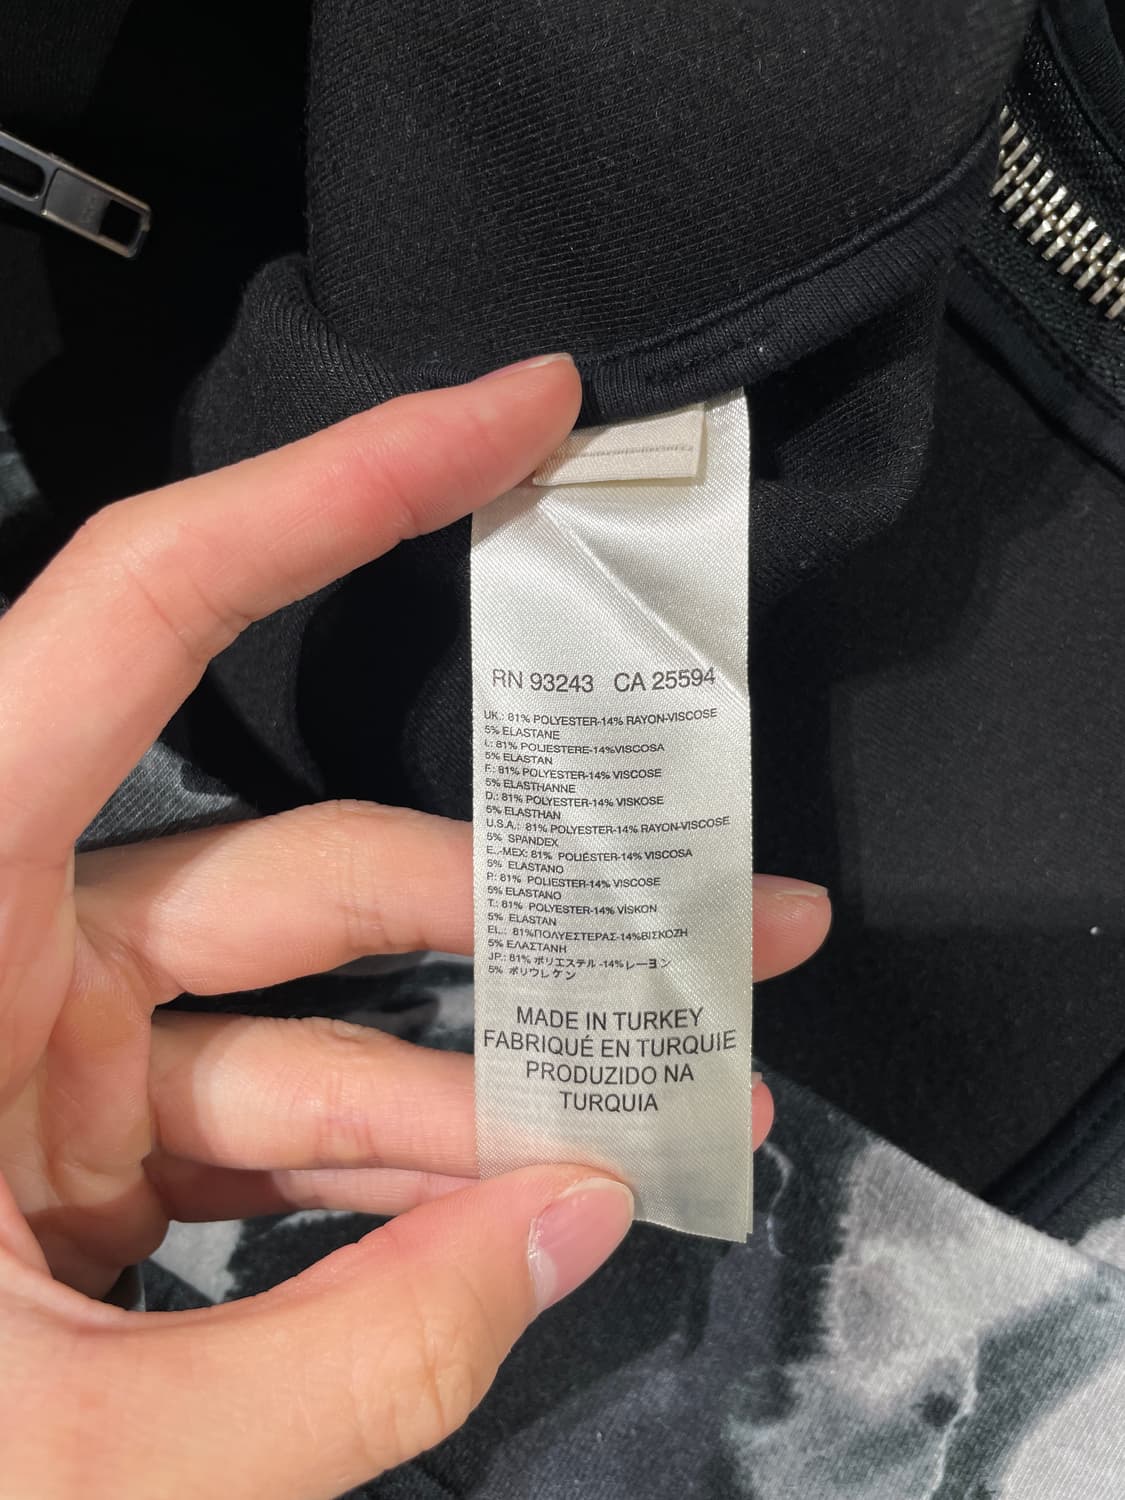 RN 93243 CA 25594
UK.: 81% POLYESTER-14% RAYON-VISCOSE
5% ELASTANE
I.: 81% POLIESTERE-14%VISCOSA
5% ELASTAN
F.: 81% POLYESTER-14% VISCOSE
5% ELASTHANNE
D.: 81% POLYESTER-14% VISKOSE
5% ELASTHAN
U.S.A.: 81% POLYESTER-14% RAYON-VISCOSE
5% SPANDEX
E..-MEX: 81% POLIÉSTER-14% VISCOSA
5% ELASTANO
P.: 81% POLIESTER-14% VISCOSE
5% ELASTANO
T.: 81% POLYESTER-14% VİSKON
5% ELASTAN
EL.: 81%ΠΟΛΥΕΣΤΕΡΑΣ-14%ΒΙΣΚΟΖΗ
5% ΕΛΑΣΤΑΝΗ
JP.: 81% ポリエステル -14%レーヨン
5% ポリウレタン
MADE IN TURKEY
FABRIQUÉ EN TURQUIE
PRODUZIDO NA
TURQUIA